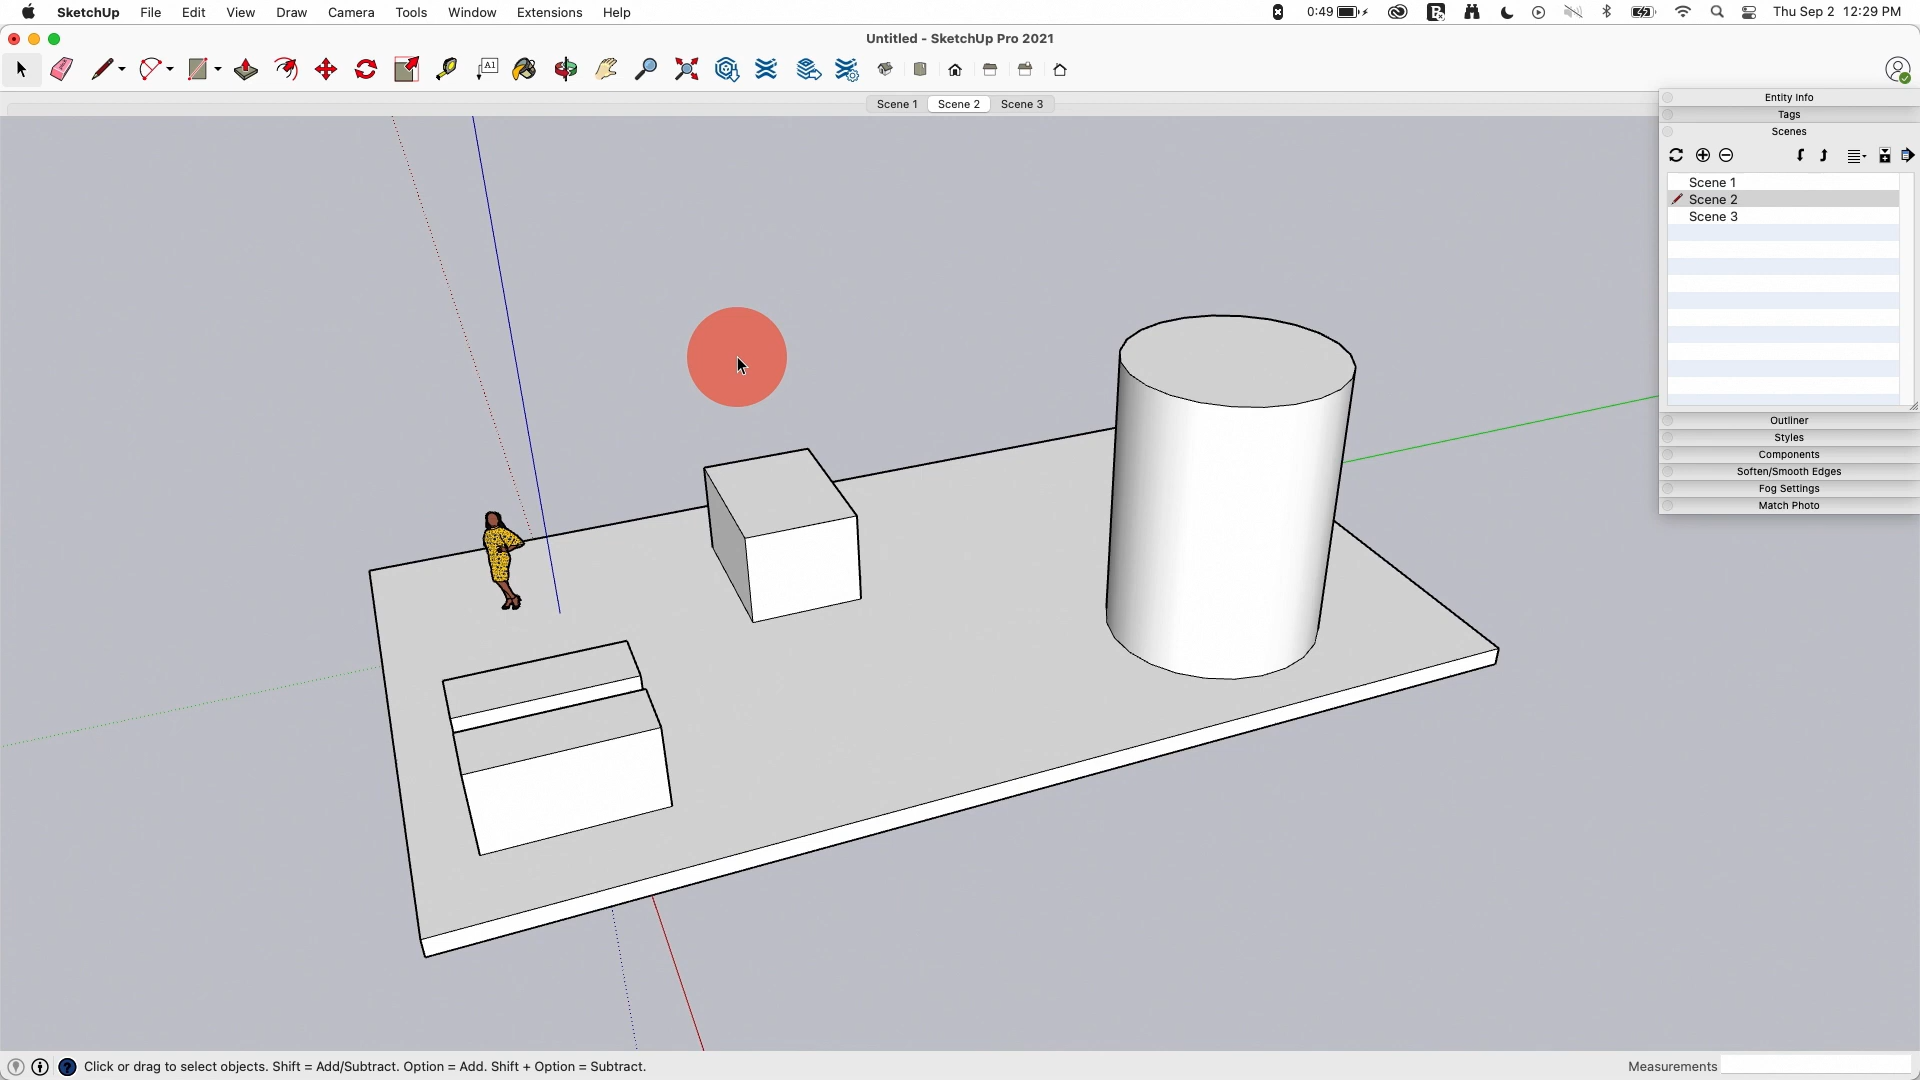 SketchUp File Edit View Draw Camera Tools Window Extensions Help 0:49 Thu Sep 2 12:29 PM
Untitled - SketchUp Pro 2021
A1
Scene 1 Scene 2 Scene 3
Entity Info
Tags
Scenes
Scene 1
Scene 2
Scene 3
Outliner
Styles
Components
Soften/Smooth Edges
Fog Settings
Match Photo
Click or drag to select objects. Shift = Add/Subtract. Option = Add. Shift + Option = Subtract. Measurements